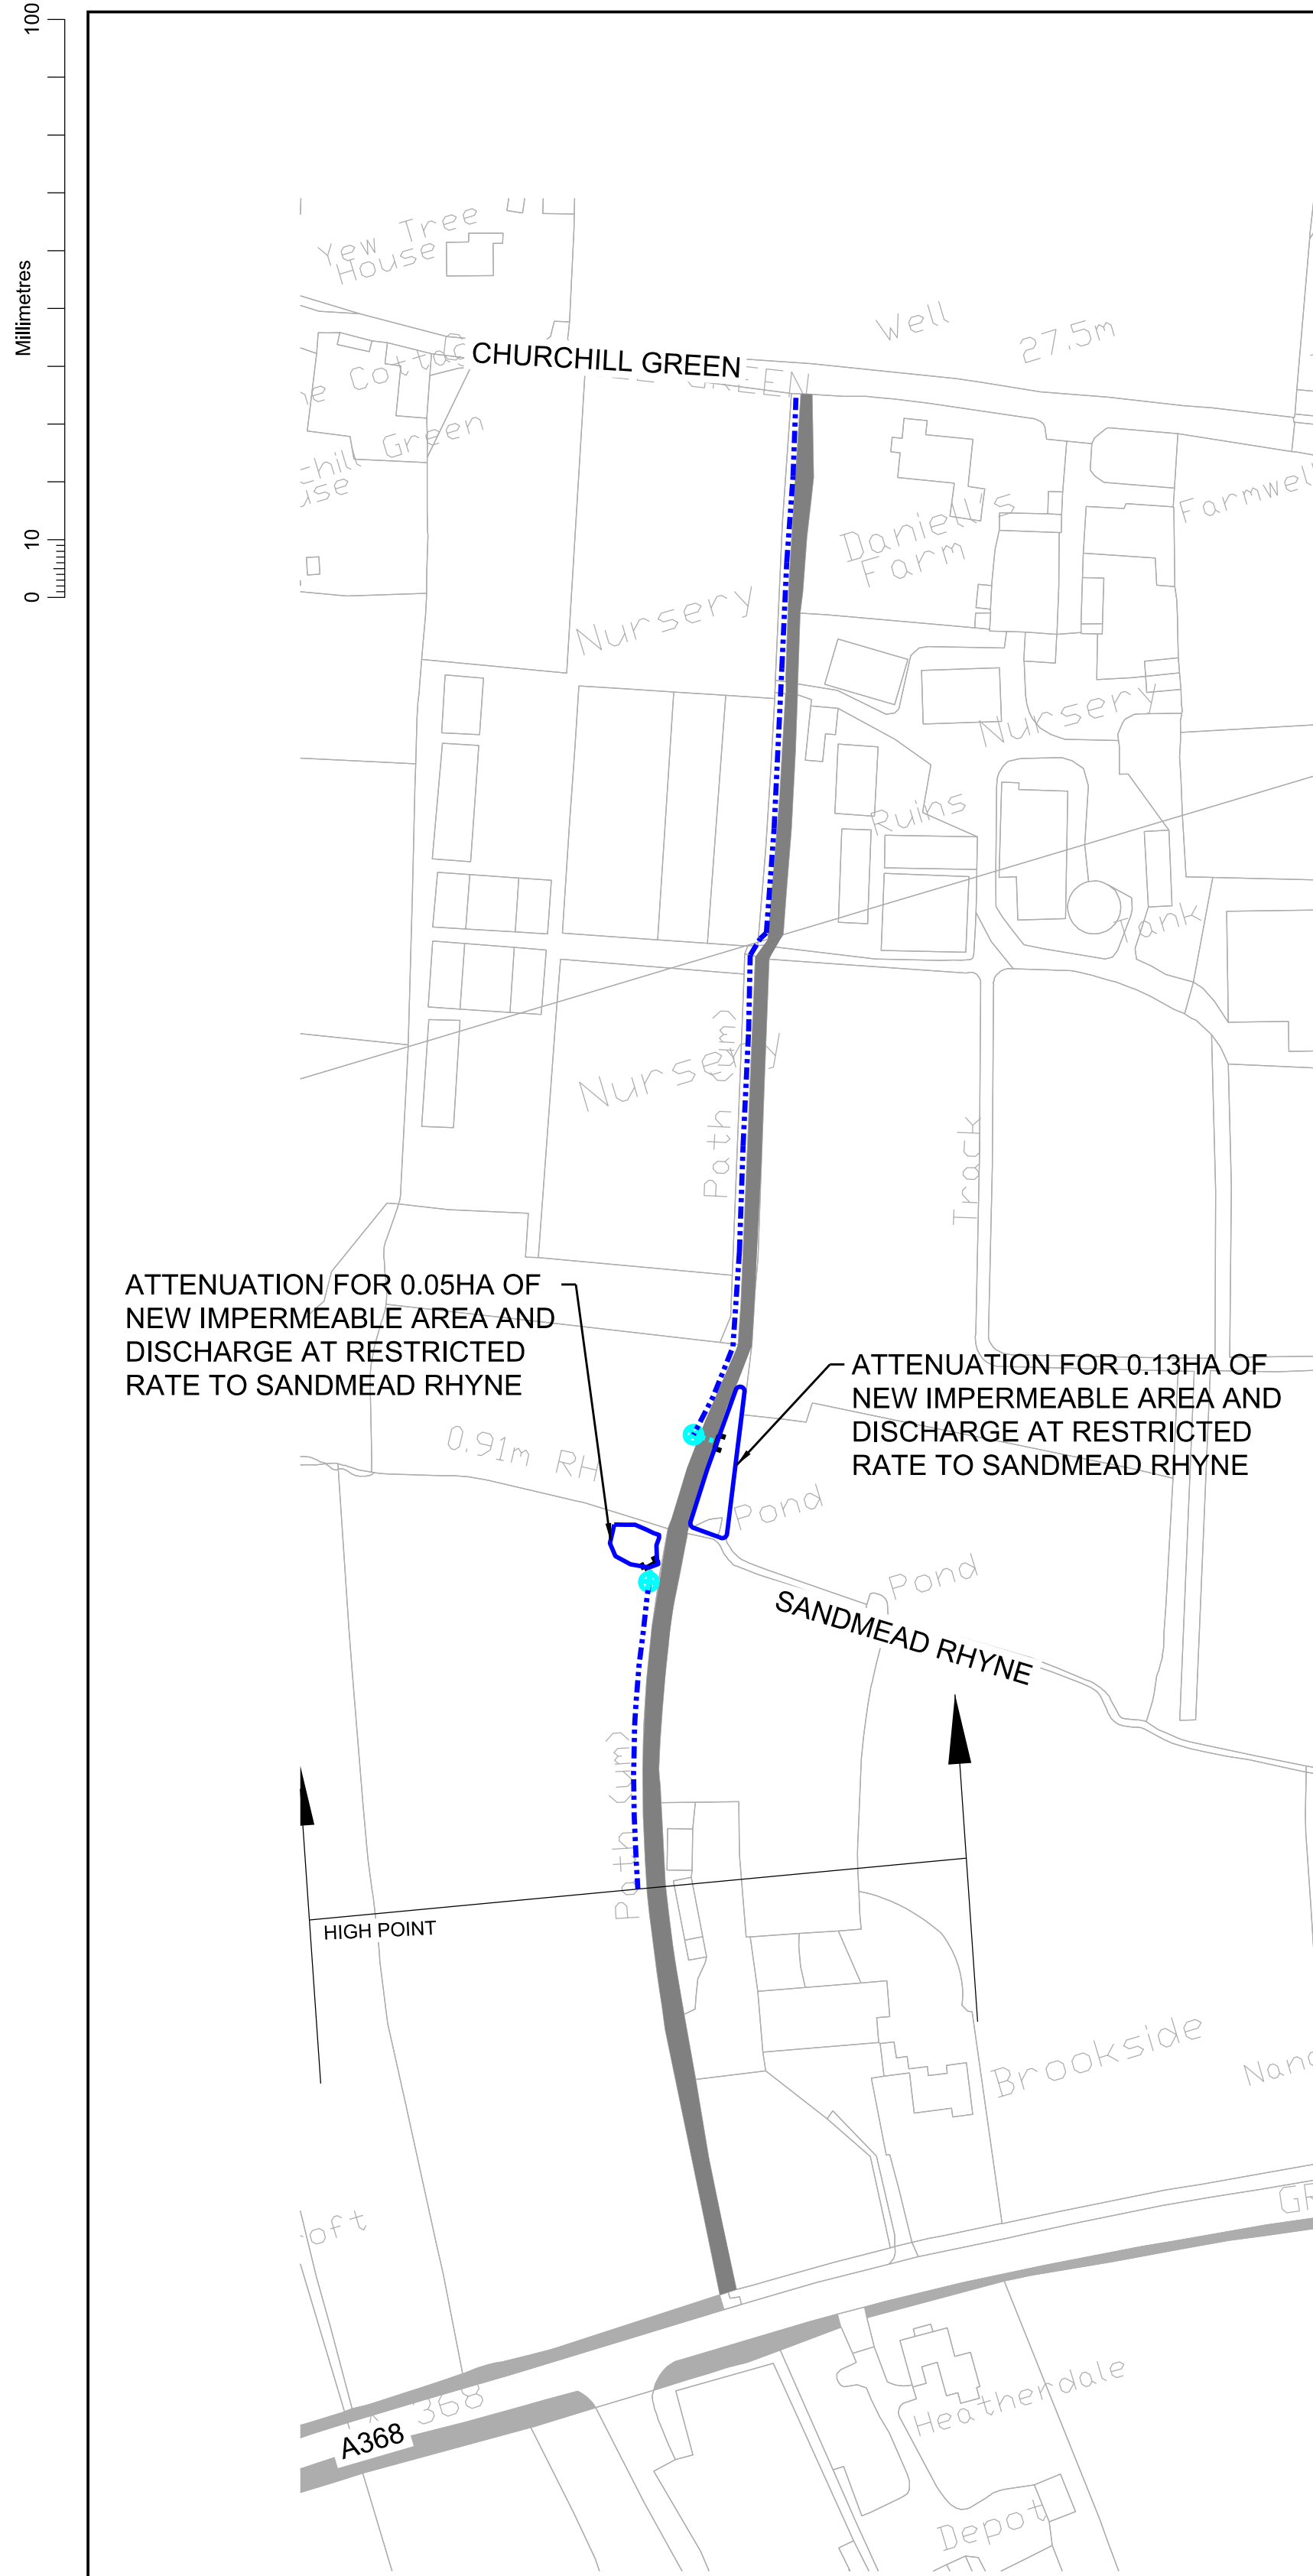 100
Millimetres
10
0
Yew Tree
House
Well
27.5m
CHURCHILL GREEN
Green
Daniell's
Farm
Farmwell
Nursery
Nursery
Ruins
Tank
Path (um)
Nursery
Track
ATTENUATION FOR 0.05HA OF
NEW IMPERMEABLE AREA AND
DISCHARGE AT RESTRICTED
RATE TO SANDMEAD RHYNE
ATTENUATION FOR 0.13HA OF
NEW IMPERMEABLE AREA AND
DISCHARGE AT RESTRICTED
RATE TO SANDMEAD RHYNE
0.91m RH
Pond
Pond
SANDMEAD RHYNE
Path (um)
HIGH POINT
Brookside
368
A368
Heatherdale
Depot